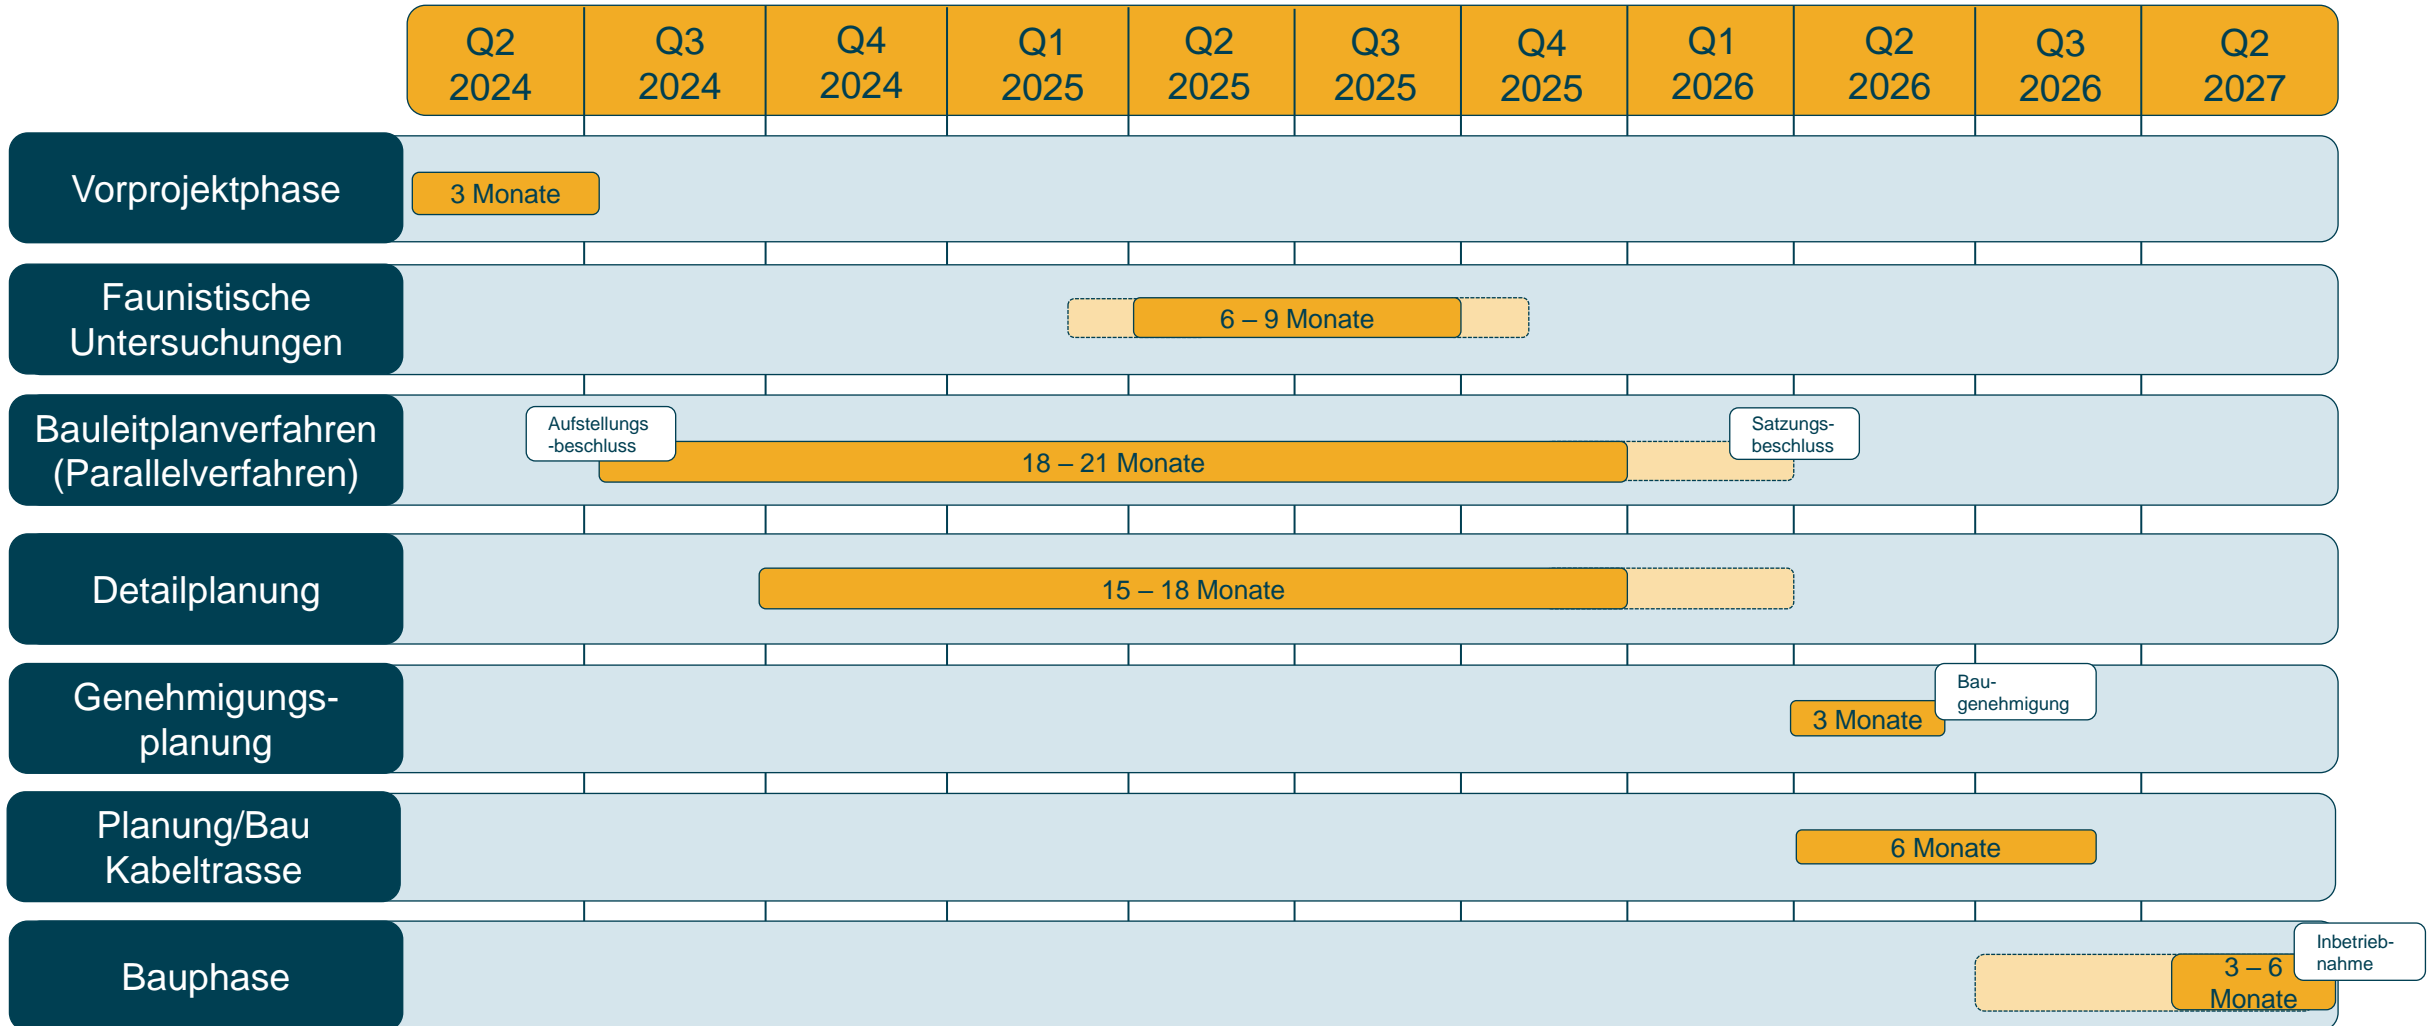 Q2
2024
Q3
2024
Q4
2024
Q1
2025
Q2
2025
Q3
2025
Q4
2025
Q1
2026
Q2
2026
Q3
2026
Q2
2027
Vorprojektphase
3 Monate
Faunistische
Untersuchungen
6 – 9 Monate
Bauleitplanverfahren
(Parallelverfahren)
Aufstellungs
-beschluss
18 – 21 Monate
Satzungs-
beschluss
Detailplanung
15 – 18 Monate
Genehmigungs-
planung
3 Monate
Bau-
genehmigung
Planung/Bau
Kabeltrasse
6 Monate
Bauphase
3 – 6
Monate
Inbetrieb-
nahme